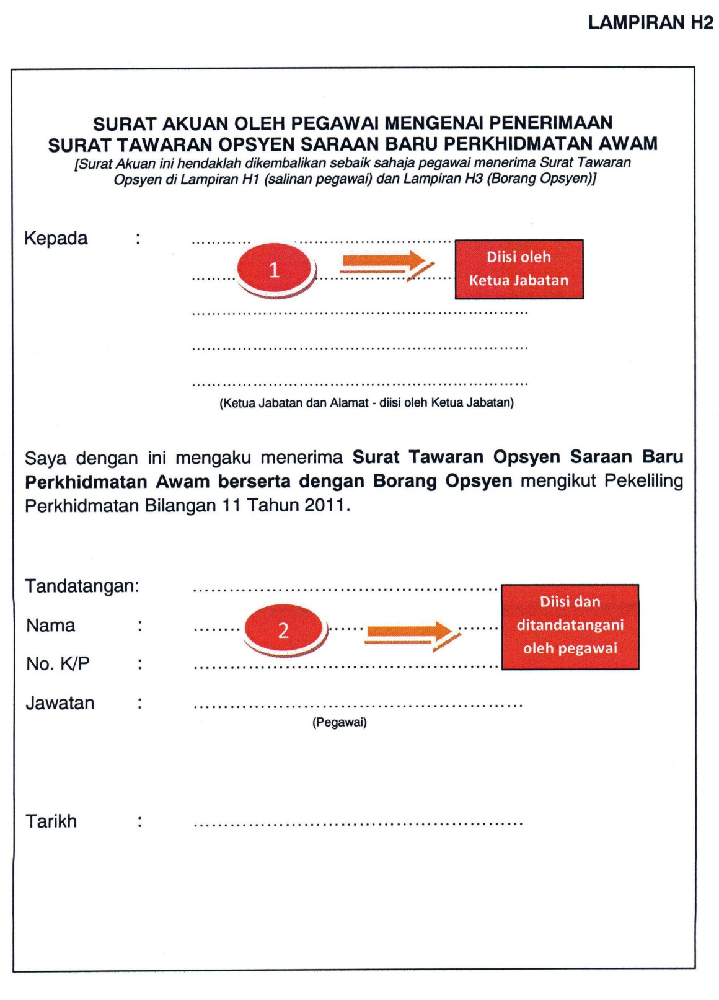 LAMPIRAN H2
SURAT AKUAN OLEH PEGAWAI MENGENAI PENERIMAAN
SURAT TAWARAN OPSYEN SARAAN BARU PERKHIDMATAN AWAM
[Surat Akuan ini hendaklah dikembalikan sebaik sahaja pegawai menerima Surat Tawaran
Opsyen di Lampiran H1 (salinan pegawai) dan Lampiran H3 (Borang Opsyen)]
Kepada :
1
Diisi oleh
Ketua Jabatan
(Ketua Jabatan dan Alamat - diisi oleh Ketua Jabatan)
Saya dengan ini mengaku menerima Surat Tawaran Opsyen Saraan Baru
Perkhidmatan Awam berserta dengan Borang Opsyen mengikut Pekeliling
Perkhidmatan Bilangan 11 Tahun 2011.
Tandatangan:
Nama :
2
Diisi dan
ditandatangani
oleh pegawai
No. K/P :
Jawatan :
(Pegawai)
Tarikh :